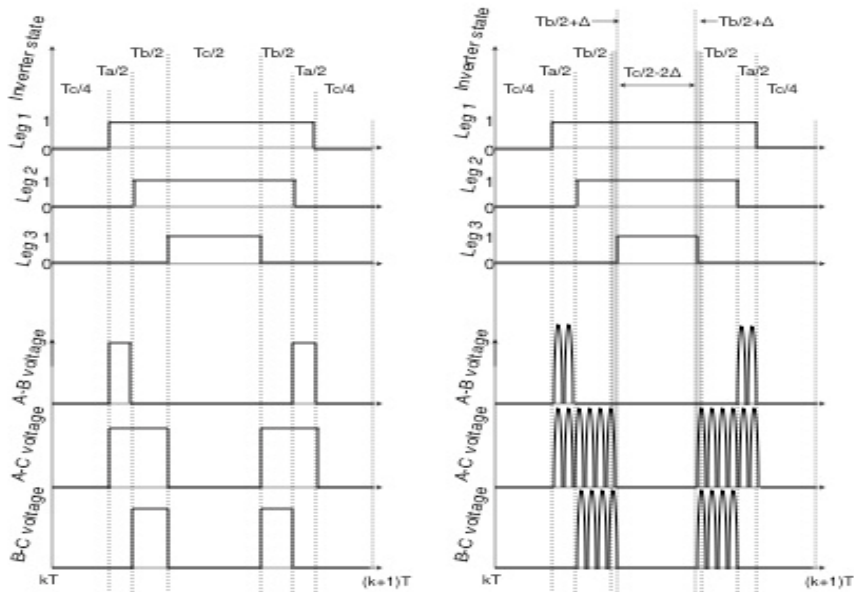 Inverter state
Tc/4
Ta/2
Tb/2
Tc/2
Tb/2
Ta/2
Tc/4
Leg 1
1
0
Leg 2
1
0
Leg 3
1
0
A-B voltage
A-C voltage
B-C voltage
kT
(k+1)T
Tb/2+Δ
Tb/2+Δ
Inverter state
Tc/4
Ta/2
Tb/2
Tc/2-2Δ
Tb/2
Ta/2
Tc/4
Leg 1
1
0
Leg 2
1
0
Leg 3
1
0
A-B voltage
A-C voltage
B-C voltage
kT
(k+1)T